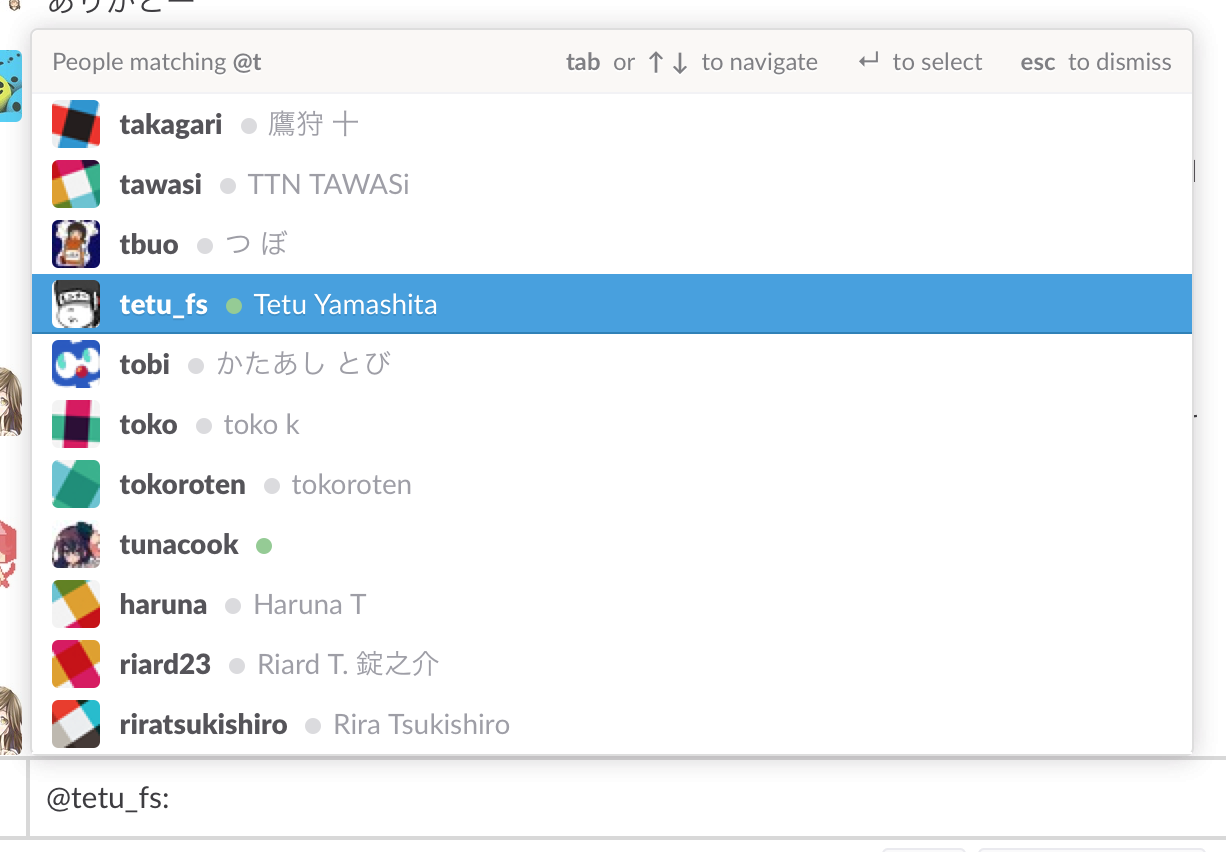 ありがとー
People matching @t tab or ↑ ↓ to navigate ↵ to select esc to dismiss
takagari 鷹狩 十
tawasi TTN TAWASi
tbuo つ ぼ
tetu_fs Tetu Yamashita
tobi かたあし とび
toko toko k
tokoroten tokoroten
tunacook
haruna Haruna T
riard23 Riard T. 錠之介
riratsukishiro Rira Tsukishiro
@tetu_fs: